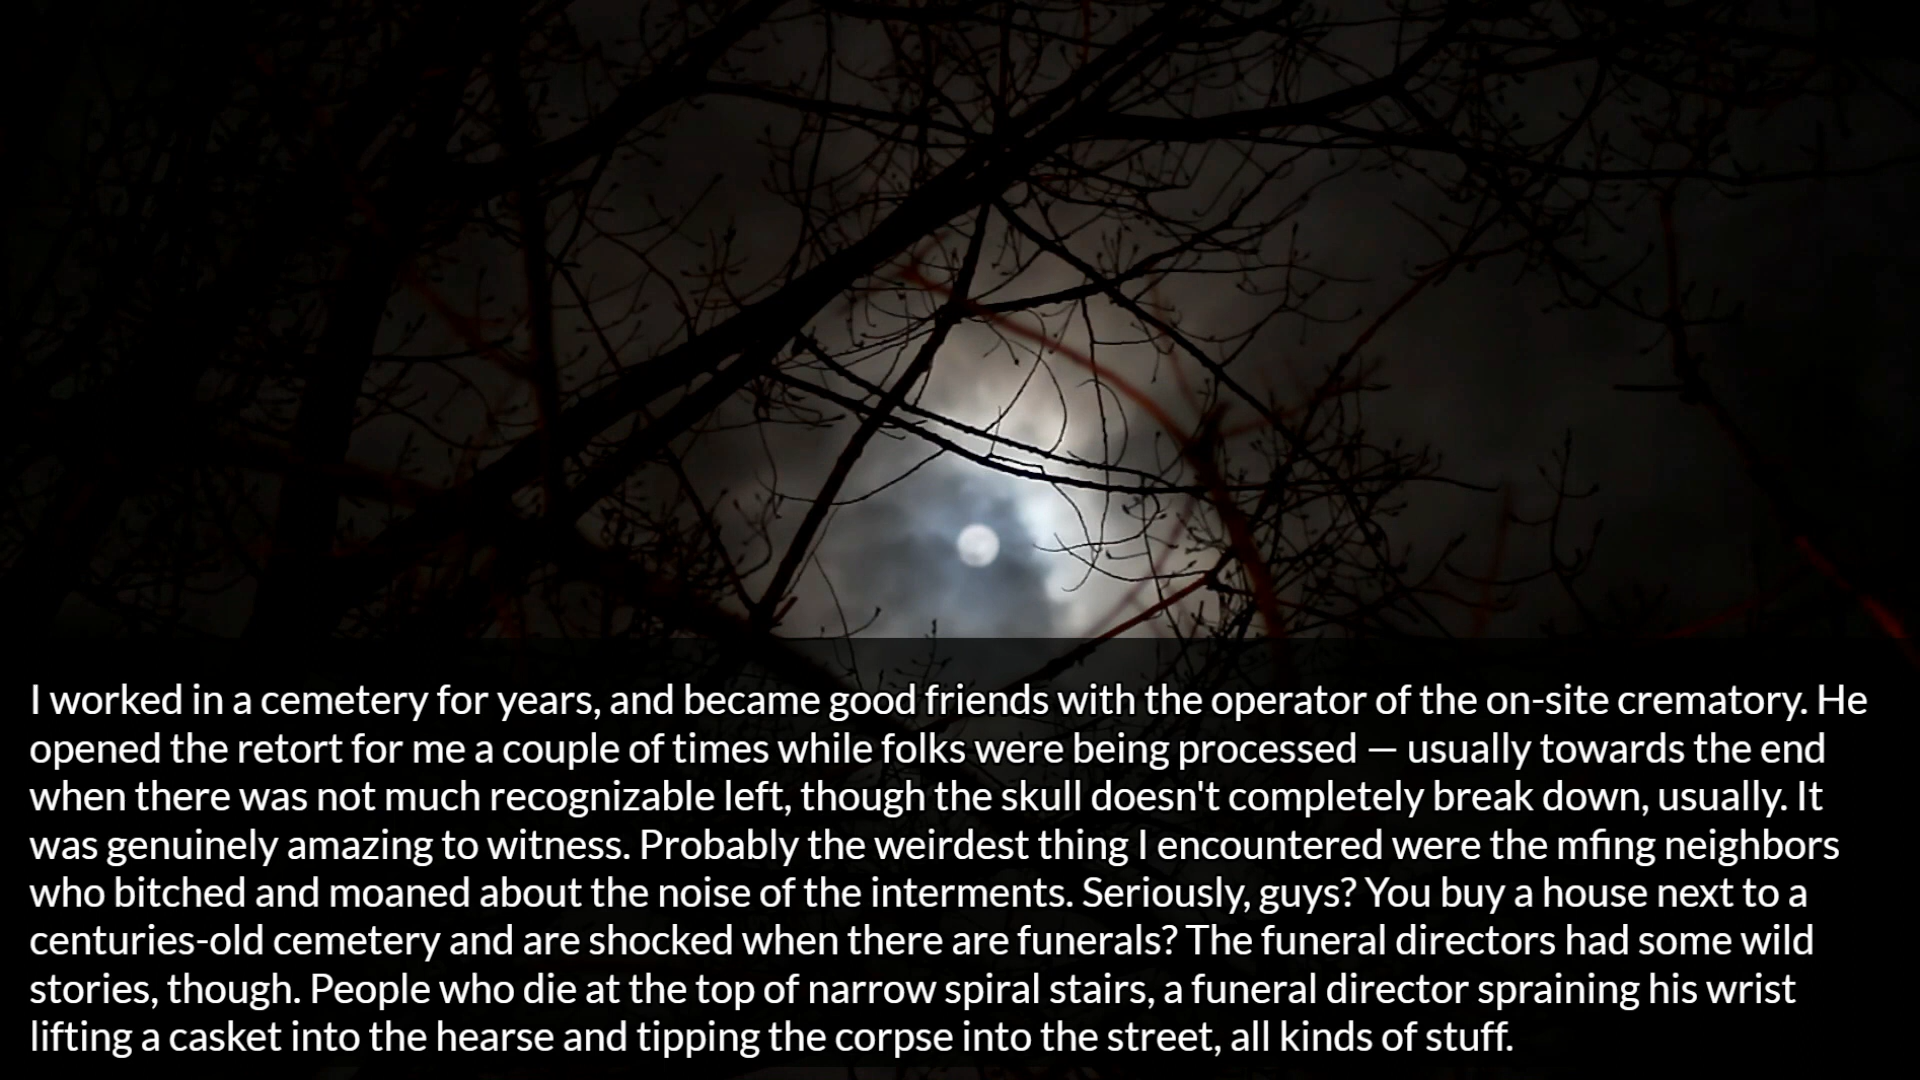 I worked in a cemetery for years, and became good friends with the operator of the on-site crematory. He
opened the retort for me a couple of times while folks were being processed — usually towards the end
when there was not much recognizable left, though the skull doesn't completely break down, usually. It
was genuinely amazing to witness. Probably the weirdest thing I encountered were the mfing neighbors
who bitched and moaned about the noise of the interments. Seriously, guys? You buy a house next to a
centuries-old cemetery and are shocked when there are funerals? The funeral directors had some wild
stories, though. People who die at the top of narrow spiral stairs, a funeral director spraining his wrist
lifting a casket into the hearse and tipping the corpse into the street, all kinds of stuff.